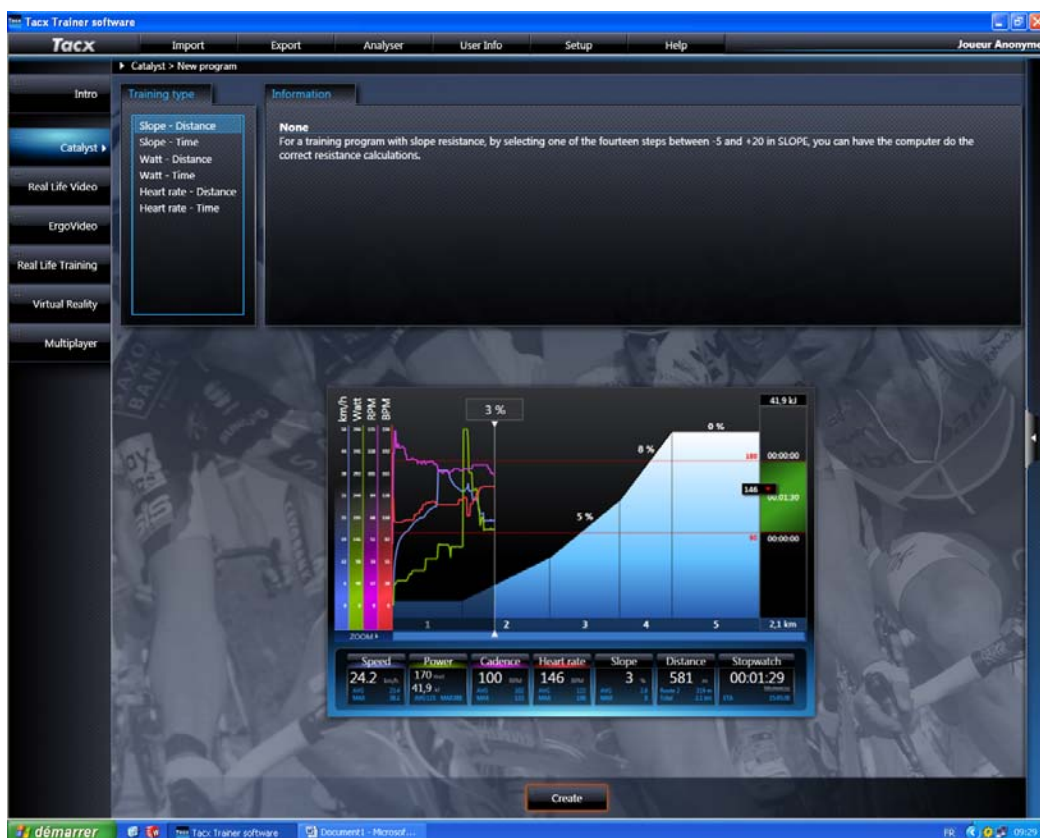 Tacx Trainer software
Tacx Import Export Analyser User Info Setup Help Joueur Anonyme
Catalyst > New program
Intro
Catalyst
Real Life Video
ErgoVideo
Real Life Training
Virtual Reality
Multiplayer
Training type
Slope - Distance
Slope - Time
Watt - Distance
Watt - Time
Heart rate - Distance
Heart rate - Time
Information
None
For a training program with slope resistance, by selecting one of the fourteen steps between -5 and +20 in SLOPE, you can have the computer do the
correct resistance calculations.
km/h Watt RPM BPM
3 %
5 %
8 %
0 %
41,9 kJ
180 00:00:00
146 00:01:30
00:00:00
1 2 3 4 5 2,1 km
ZOOM
Speed Power Cadence Heart rate Slope Distance Stopwatch
24.2 km/h 170 100 RPM 146 BPM 3 % 581 m 00:01:29
41,9 kJ
Create
SAXO
BANK
démarrer Tacx Trainer software Document1 - Microsof... FR 09:29